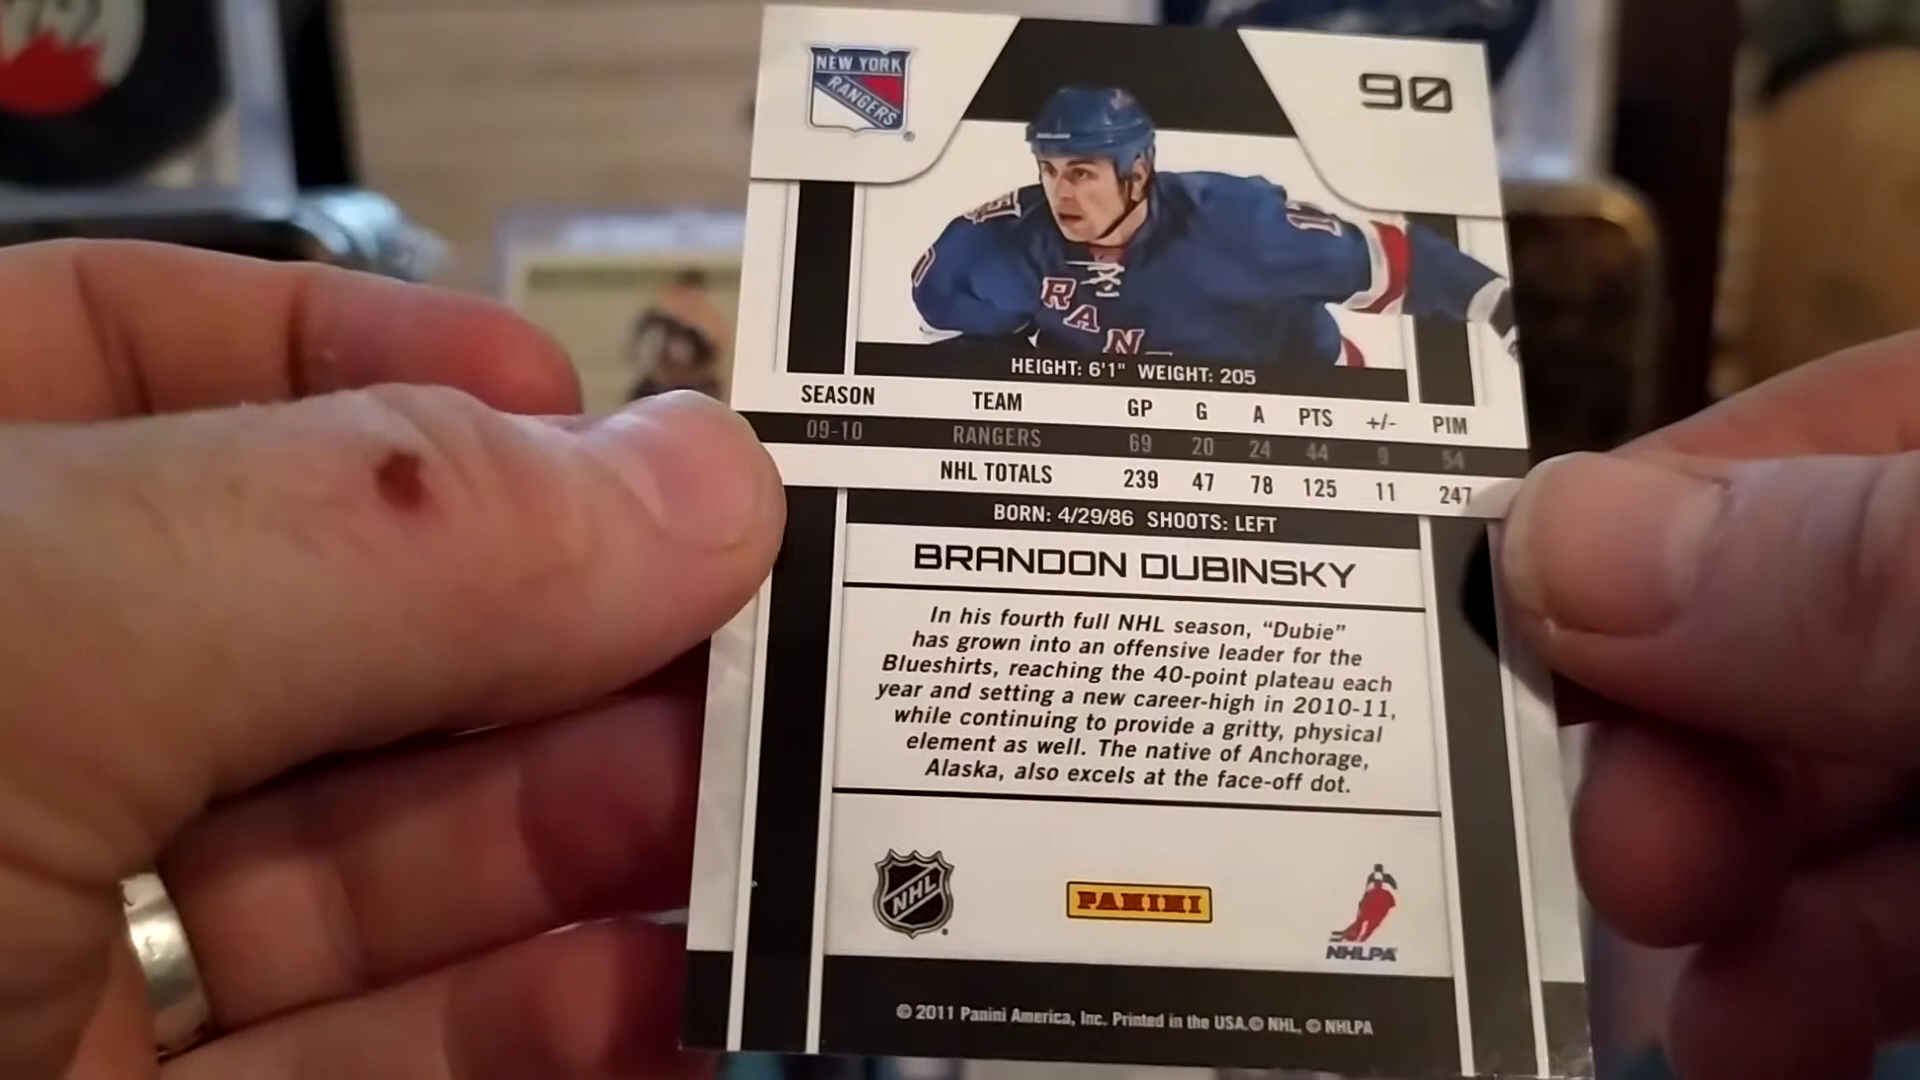 NEW YORK
RANGERS
90
RAN
HEIGHT: 6'1" WEIGHT: 205
SEASON TEAM GP G A PTS +/- PIM
09-10 RANGERS 69 20 24 44 9 54
NHL TOTALS 239 47 78 125 11 247
BORN: 4/29/86 SHOOTS: LEFT
BRANDON DUBINSKY
In his fourth full NHL season, “Dubie”
has grown into an offensive leader for the
Blueshirts, reaching the 40-point plateau each
year and setting a new career-high in 2010-11,
while continuing to provide a gritty, physical
element as well. The native of Anchorage,
Alaska, also excels at the face-off dot.
NHL
PANINI
NHLPA
© 2011 Panini America, Inc. Printed in the USA.© NHL, © NHLPA